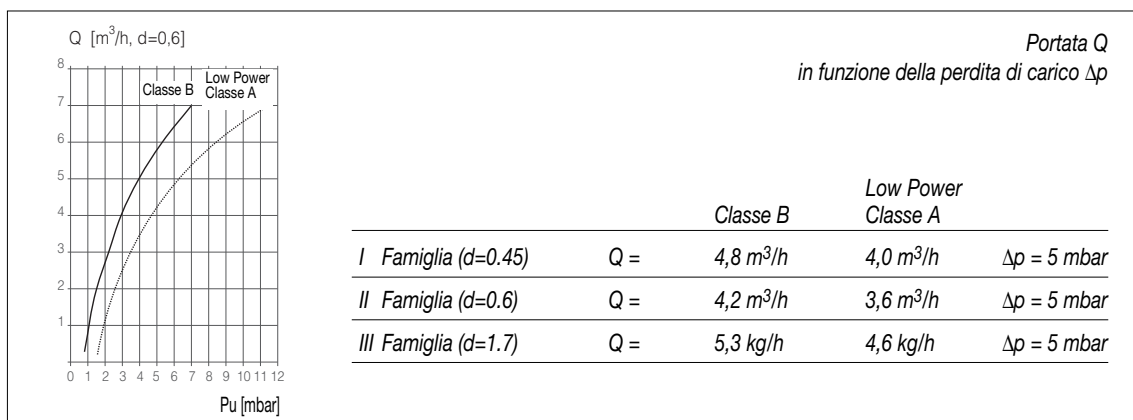 Q [m³/h, d=0,6]
Portata Q
in funzione della perdita di carico Δp
8
7
6
5
4
3
2
1
Classe B
Low Power
Classe A
0 1 2 3 4 5 6 7 8 9 10 11 12
Pu [mbar]
Classe B Low Power Classe A
I Famiglia (d=0.45) Q = 4,8 m³/h 4,0 m³/h Δp = 5 mbar
II Famiglia (d=0.6) Q = 4,2 m³/h 3,6 m³/h Δp = 5 mbar
III Famiglia (d=1.7) Q = 5,3 kg/h 4,6 kg/h Δp = 5 mbar